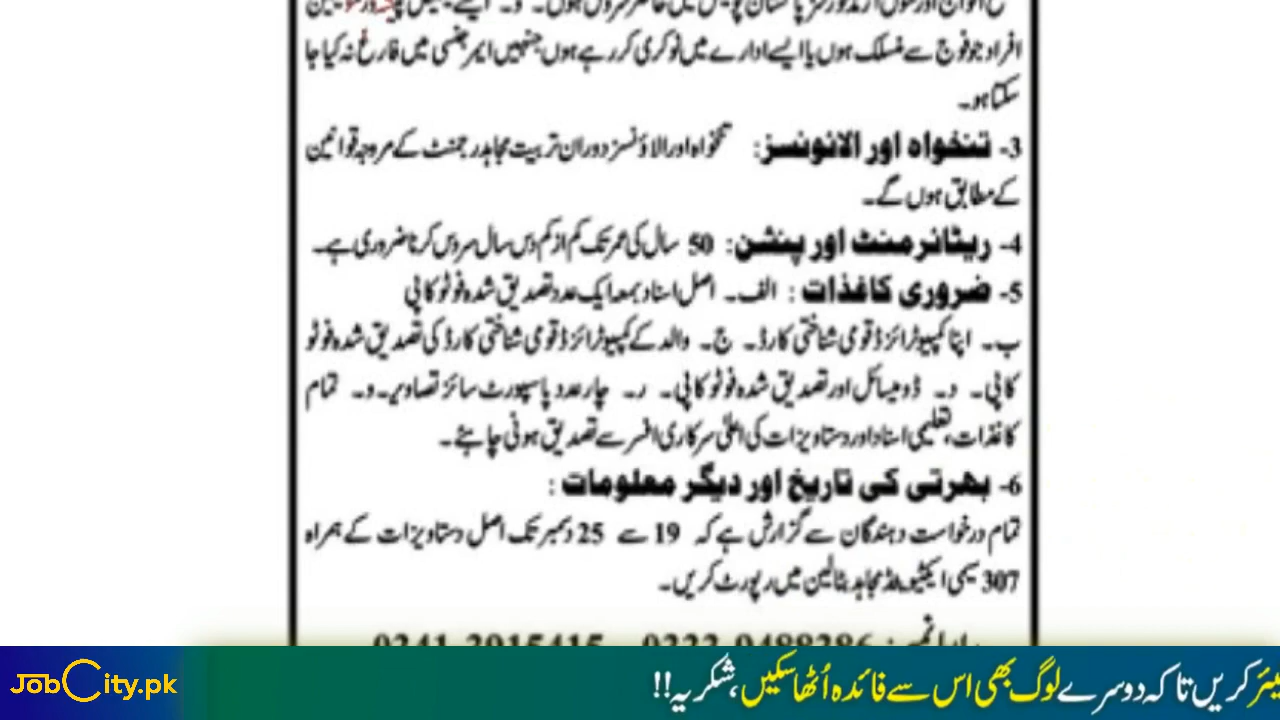 افراد جو فوج سے منسلک ہوں یا ایسے ادارے میں نوکری کر رہے ہوں جنہیں ایمرجنسی میں فارغ نہ کیا جا
سکتا ہو۔
3- تنخواہ اور الاؤنسز: تنخواہ اور الاؤنسز دوران تربیت مجاہد رجمنٹ کے مروجہ قوانین
کے مطابق ہوں گے۔
4- ریٹائرمنٹ اور پنشن: 50 سال کی عمر تک کم از کم دس سال سروس کرنا ضروری ہے۔
5- ضروری کاغذات: الف۔ اصل اسناد بمعہ ایک عدد تصدیق شدہ فوٹو کاپی
ب۔ اپنا کمپیوٹرائزڈ قومی شناختی کارڈ۔ ج۔ والد کے کمپیوٹرائزڈ قومی شناختی کارڈ کی تصدیق شدہ فوٹو
کاپی۔ د۔ ڈومیسائل اور تصدیق شدہ فوٹو کاپی۔ ر۔ چار عدد پاسپورٹ سائز تصاویر۔ و۔ تمام
کاغذات، تعلیمی اسناد اور دستاویزات کی اعلیٰ سرکاری افسر سے تصدیق ہونی چاہئے۔
6- بھرتی کی تاریخ اور دیگر معلومات:
تمام درخواست دہندگان سے گزارش ہے کہ 19 سے 25 دسمبر تک اصل دستاویزات کے ہمراہ
307 سیمی ایکٹیویٹڈ مجاہد بٹالین میں رپورٹ کریں۔
کریں تاکہ دوسرے لوگ بھی اس سے فائدہ اُٹھا سکیں، شکریہ!!
JobCity.pk